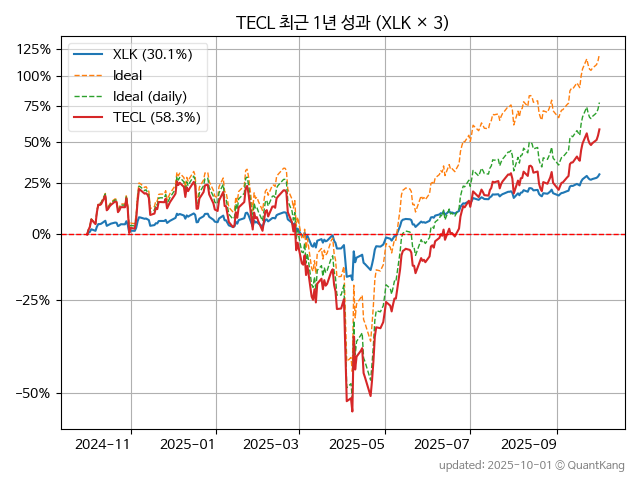 TECL 최근 1년 성과 (XLK × 3)
XLK (30.1%)
Ideal
Ideal (daily)
TECL (58.3%)
125%
100%
75%
50%
25%
0%
−25%
−50%
2024-11
2025-01
2025-03
2025-05
2025-07
2025-09
updated: 2025-10-01 © QuantKang